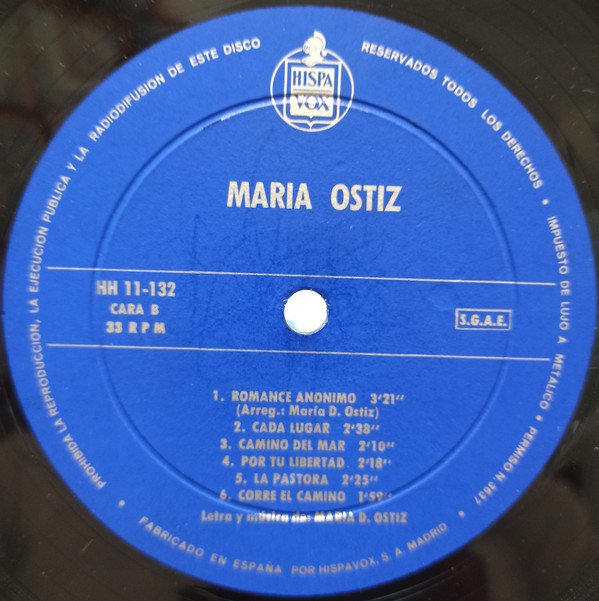 RESERVADOS TODOS LOS DERECHOS • IMPUESTO DE LUJO A METALICO • PERMISO N 3637
PROHIBIDA LA REPRODUCCION, LA EJECUCION PUBLICA Y LA RADIODIFUSION DE ESTE DISCO
HISPA
VOX
MARIA OSTIZ
HH 11-132
CARA B
33 R P M
S.G.A.E.
1. ROMANCE ANONIMO 3'21"
(Arreg.: María D. Ostiz)
2. CADA LUGAR 2'38"
3. CAMINO DEL MAR 2'10"
4. POR TU LIBERTAD 2'18"
5. LA PASTORA 2'25"
6. CORRE EL CAMINO 1'59"
Letra y música de: MARIA D. OSTIZ
FABRICADO EN ESPAÑA POR HISPAVOX, S. A. MADRID